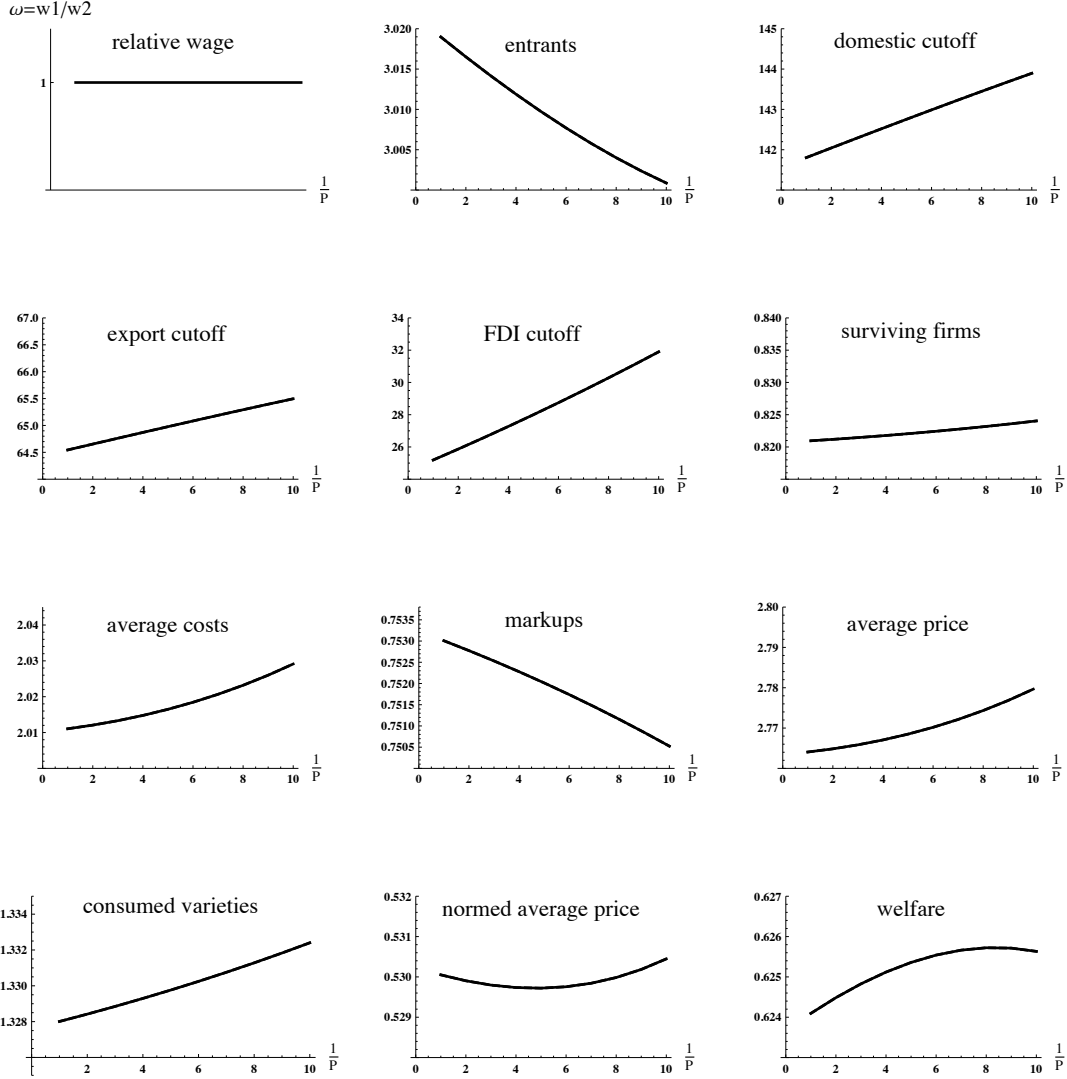 ω=w1/w2
relative wage
1
1
P
entrants
3.020
3.015
3.010
3.005
0 2 4 6 8 10
1
P
domestic cutoff
145
144
143
142
0 2 4 6 8 10
1
P
export cutoff
67.0
66.5
66.0
65.5
65.0
64.5
0 2 4 6 8 10
1
P
FDI cutoff
34
32
30
28
26
0 2 4 6 8 10
1
P
surviving firms
0.840
0.835
0.830
0.825
0.820
0 2 4 6 8 10
1
P
average costs
2.04
2.03
2.02
2.01
0 2 4 6 8 10
1
P
markups
0.7535
0.7530
0.7525
0.7520
0.7515
0.7510
0.7505
0 2 4 6 8 10
1
P
average price
2.80
2.79
2.78
2.77
0 2 4 6 8 10
1
P
consumed varieties
1.334
1.332
1.330
1.328
2 4 6 8 10
1
P
normed average price
0.532
0.531
0.530
0.529
0 2 4 6 8 10
1
P
welfare
0.627
0.626
0.625
0.624
0 2 4 6 8 10
1
P